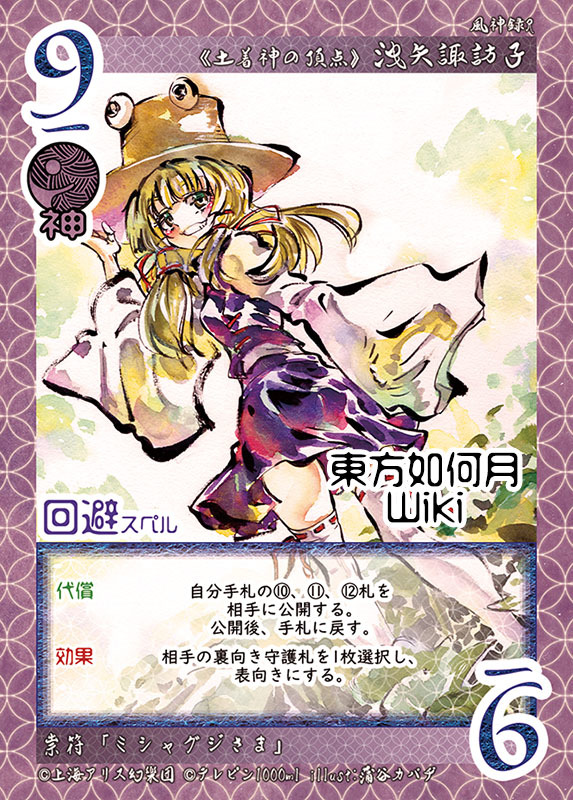 風神録
9
《土着神の頂点》 洩矢諏訪子
神
東方如何月
Wiki
回避スペル
代償
自分手札の⑩、⑪、⑫札を
相手に公開する。
公開後、手札に戻す。
効果
相手の裏向き守護札を1枚選択し、
表向きにする。
9
祟符「ミシャグジさま」
©上海アリス幻樂団 ©テレピン1000ml illust:蒲谷カバヂ